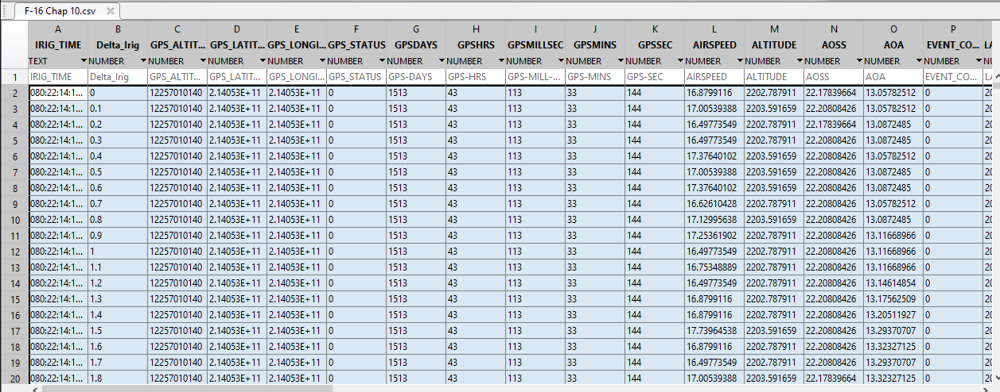 F-16 Chap 10.csv
A B C D E F G H I J K L M N O P
IRIG_TIME Delta_Irig GPS_ALTIT... GPS_LATIT... GPS_LONGI... GPS_STATUS GPSDAYS GPSHRS GPSMILLSEC GPSMINS GPSSEC AIRSPEED ALTITUDE AOSS AOA EVENT_CO... LA
TEXT NUMBER NUMBER NUMBER NUMBER NUMBER NUMBER NUMBER NUMBER NUMBER NUMBER NUMBER NUMBER NUMBER NUMBER NUMBER NU
1 IRIG_TIME Delta_Irig GPS_ALTIT... GPS_LATIT... GPS_LONGI... GPS_STATUS GPS-DAYS GPS-HRS GPS-MILL-... GPS-MINS GPS-SEC AIRSPEED ALTITUDE AOSS AOA EVENT_CO... LA
2 080:22:14:1... 0 12257010140 2.14053E+11 2.14053E+11 0 1513 43 113 33 144 16.8799116 2202.787911 22.17839664 13.05782512 0 20
3 080:22:14:1... 0.1 12257010140 2.14053E+11 2.14053E+11 0 1513 43 113 33 144 17.00539388 2203.591659 22.20808426 13.05782512 0 20
4 080:22:14:1... 0.2 12257010140 2.14053E+11 2.14053E+11 0 1513 43 113 33 144 16.49773549 2202.787911 22.17839664 13.0872485 0 20
5 080:22:14:1... 0.3 12257010140 2.14053E+11 2.14053E+11 0 1513 43 113 33 144 16.49773549 2202.787911 22.20808426 13.0872485 0 20
6 080:22:14:1... 0.4 12257010140 2.14053E+11 2.14053E+11 0 1513 43 113 33 144 17.37640102 2203.591659 22.20808426 13.05782512 0 20
7 080:22:14:1... 0.5 12257010140 2.14053E+11 2.14053E+11 0 1513 43 113 33 144 17.00539388 2203.591659 22.20808426 13.0872485 0 20
8 080:22:14:1... 0.6 12257010140 2.14053E+11 2.14053E+11 0 1513 43 113 33 144 17.37640102 2203.591659 22.20808426 13.0872485 0 20
9 080:22:14:1... 0.7 12257010140 2.14053E+11 2.14053E+11 0 1513 43 113 33 144 16.62610428 2202.787911 22.20808426 13.05782512 0 20
10 080:22:14:1... 0.8 12257010140 2.14053E+11 2.14053E+11 0 1513 43 113 33 144 17.12995638 2203.591659 22.20808426 13.0872485 0 20
11 080:22:14:1... 0.9 12257010140 2.14053E+11 2.14053E+11 0 1513 43 113 33 144 17.25361902 2202.787911 22.20808426 13.11668966 0 20
12 080:22:14:1... 1 12257010140 2.14053E+11 2.14053E+11 0 1513 43 113 33 144 16.49773549 2202.787911 22.20808426 13.11668966 0 20
13 080:22:14:1... 1.1 12257010140 2.14053E+11 2.14053E+11 0 1513 43 113 33 144 16.75348889 2202.787911 22.20808426 13.11668966 0 20
14 080:22:14:1... 1.2 12257010140 2.14053E+11 2.14053E+11 0 1513 43 113 33 144 16.49773549 2202.787911 22.20808426 13.14614854 0 20
15 080:22:14:1... 1.3 12257010140 2.14053E+11 2.14053E+11 0 1513 43 113 33 144 16.8799116 2202.787911 22.20808426 13.17562509 0 20
16 080:22:14:1... 1.4 12257010140 2.14053E+11 2.14053E+11 0 1513 43 113 33 144 16.8799116 2202.787911 22.20808426 13.20511927 0 20
17 080:22:14:1... 1.5 12257010140 2.14053E+11 2.14053E+11 0 1513 43 113 33 144 17.73964538 2203.591659 22.20808426 13.29370707 0 20
18 080:22:14:1... 1.6 12257010140 2.14053E+11 2.14053E+11 0 1513 43 113 33 144 16.8799116 2202.787911 22.20808426 13.32327125 0 20
19 080:22:14:1... 1.7 12257010140 2.14053E+11 2.14053E+11 0 1513 43 113 33 144 16.49773549 2202.787911 22.20808426 13.29370707 0 20
20 080:22:14:1... 1.8 12257010140 2.14053E+11 2.14053E+11 0 1513 43 113 33 144 17.00539388 2203.591659 22.17839664 13.32327125 0 20